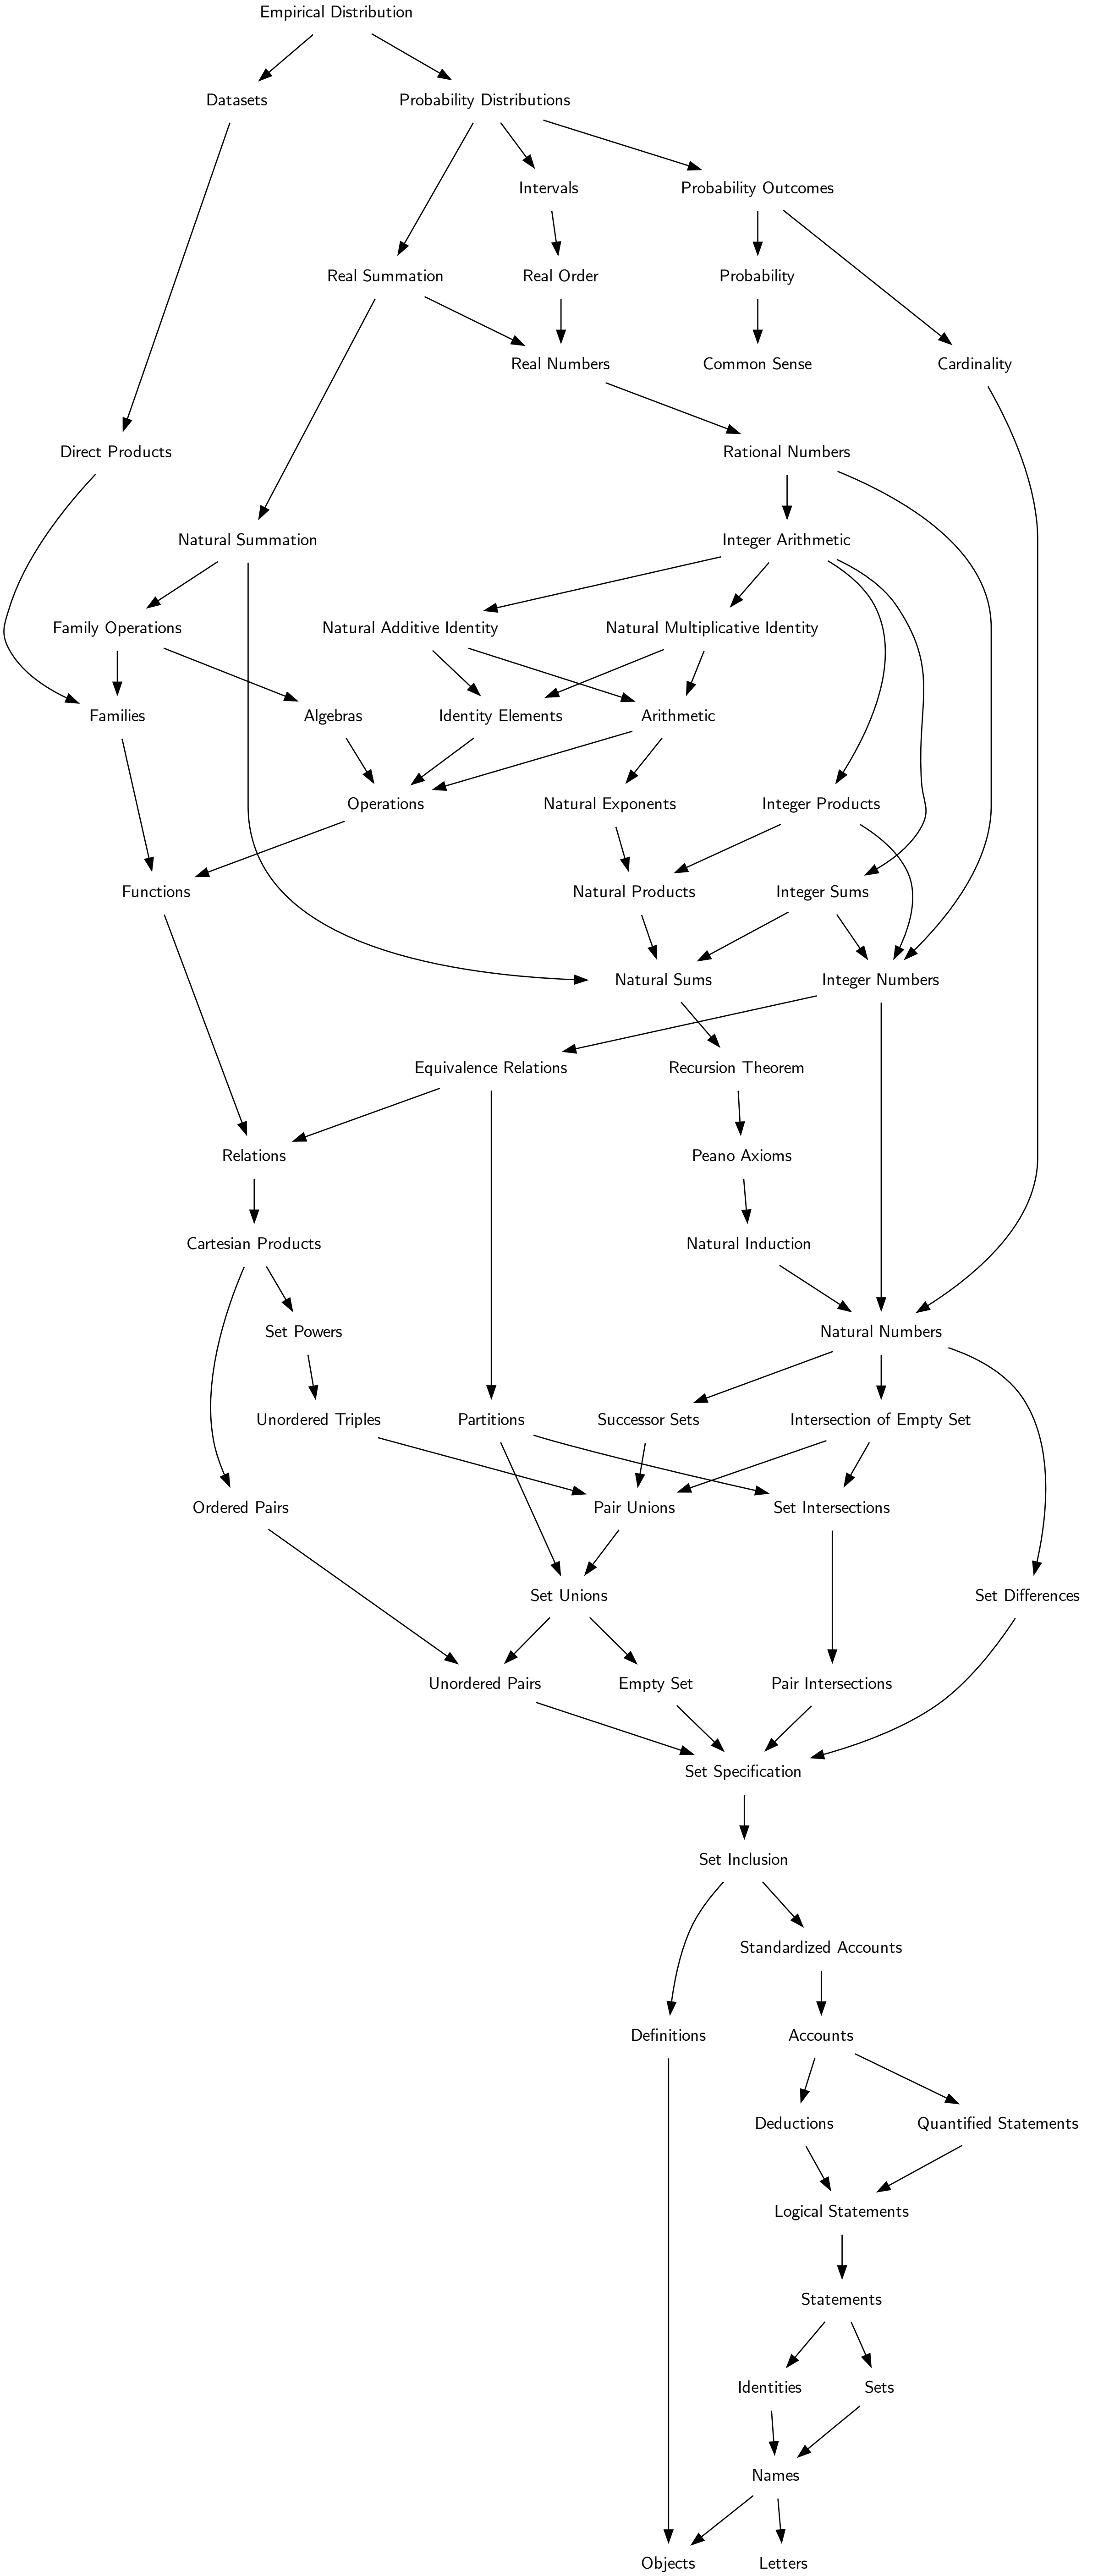 Empirical Distribution
Datasets
Probability Distributions
Intervals
Probability Outcomes
Real Summation
Real Order
Probability
Real Numbers
Common Sense
Cardinality
Direct Products
Rational Numbers
Natural Summation
Integer Arithmetic
Family Operations
Natural Additive Identity
Natural Multiplicative Identity
Families
Algebras
Identity Elements
Arithmetic
Operations
Natural Exponents
Integer Products
Functions
Natural Products
Integer Sums
Natural Sums
Integer Numbers
Equivalence Relations
Recursion Theorem
Relations
Peano Axioms
Cartesian Products
Natural Induction
Set Powers
Natural Numbers
Unordered Triples
Partitions
Successor Sets
Intersection of Empty Set
Ordered Pairs
Pair Unions
Set Intersections
Set Unions
Set Differences
Unordered Pairs
Empty Set
Pair Intersections
Set Specification
Set Inclusion
Standardized Accounts
Definitions
Accounts
Deductions
Quantified Statements
Logical Statements
Statements
Identities
Sets
Names
Objects
Letters